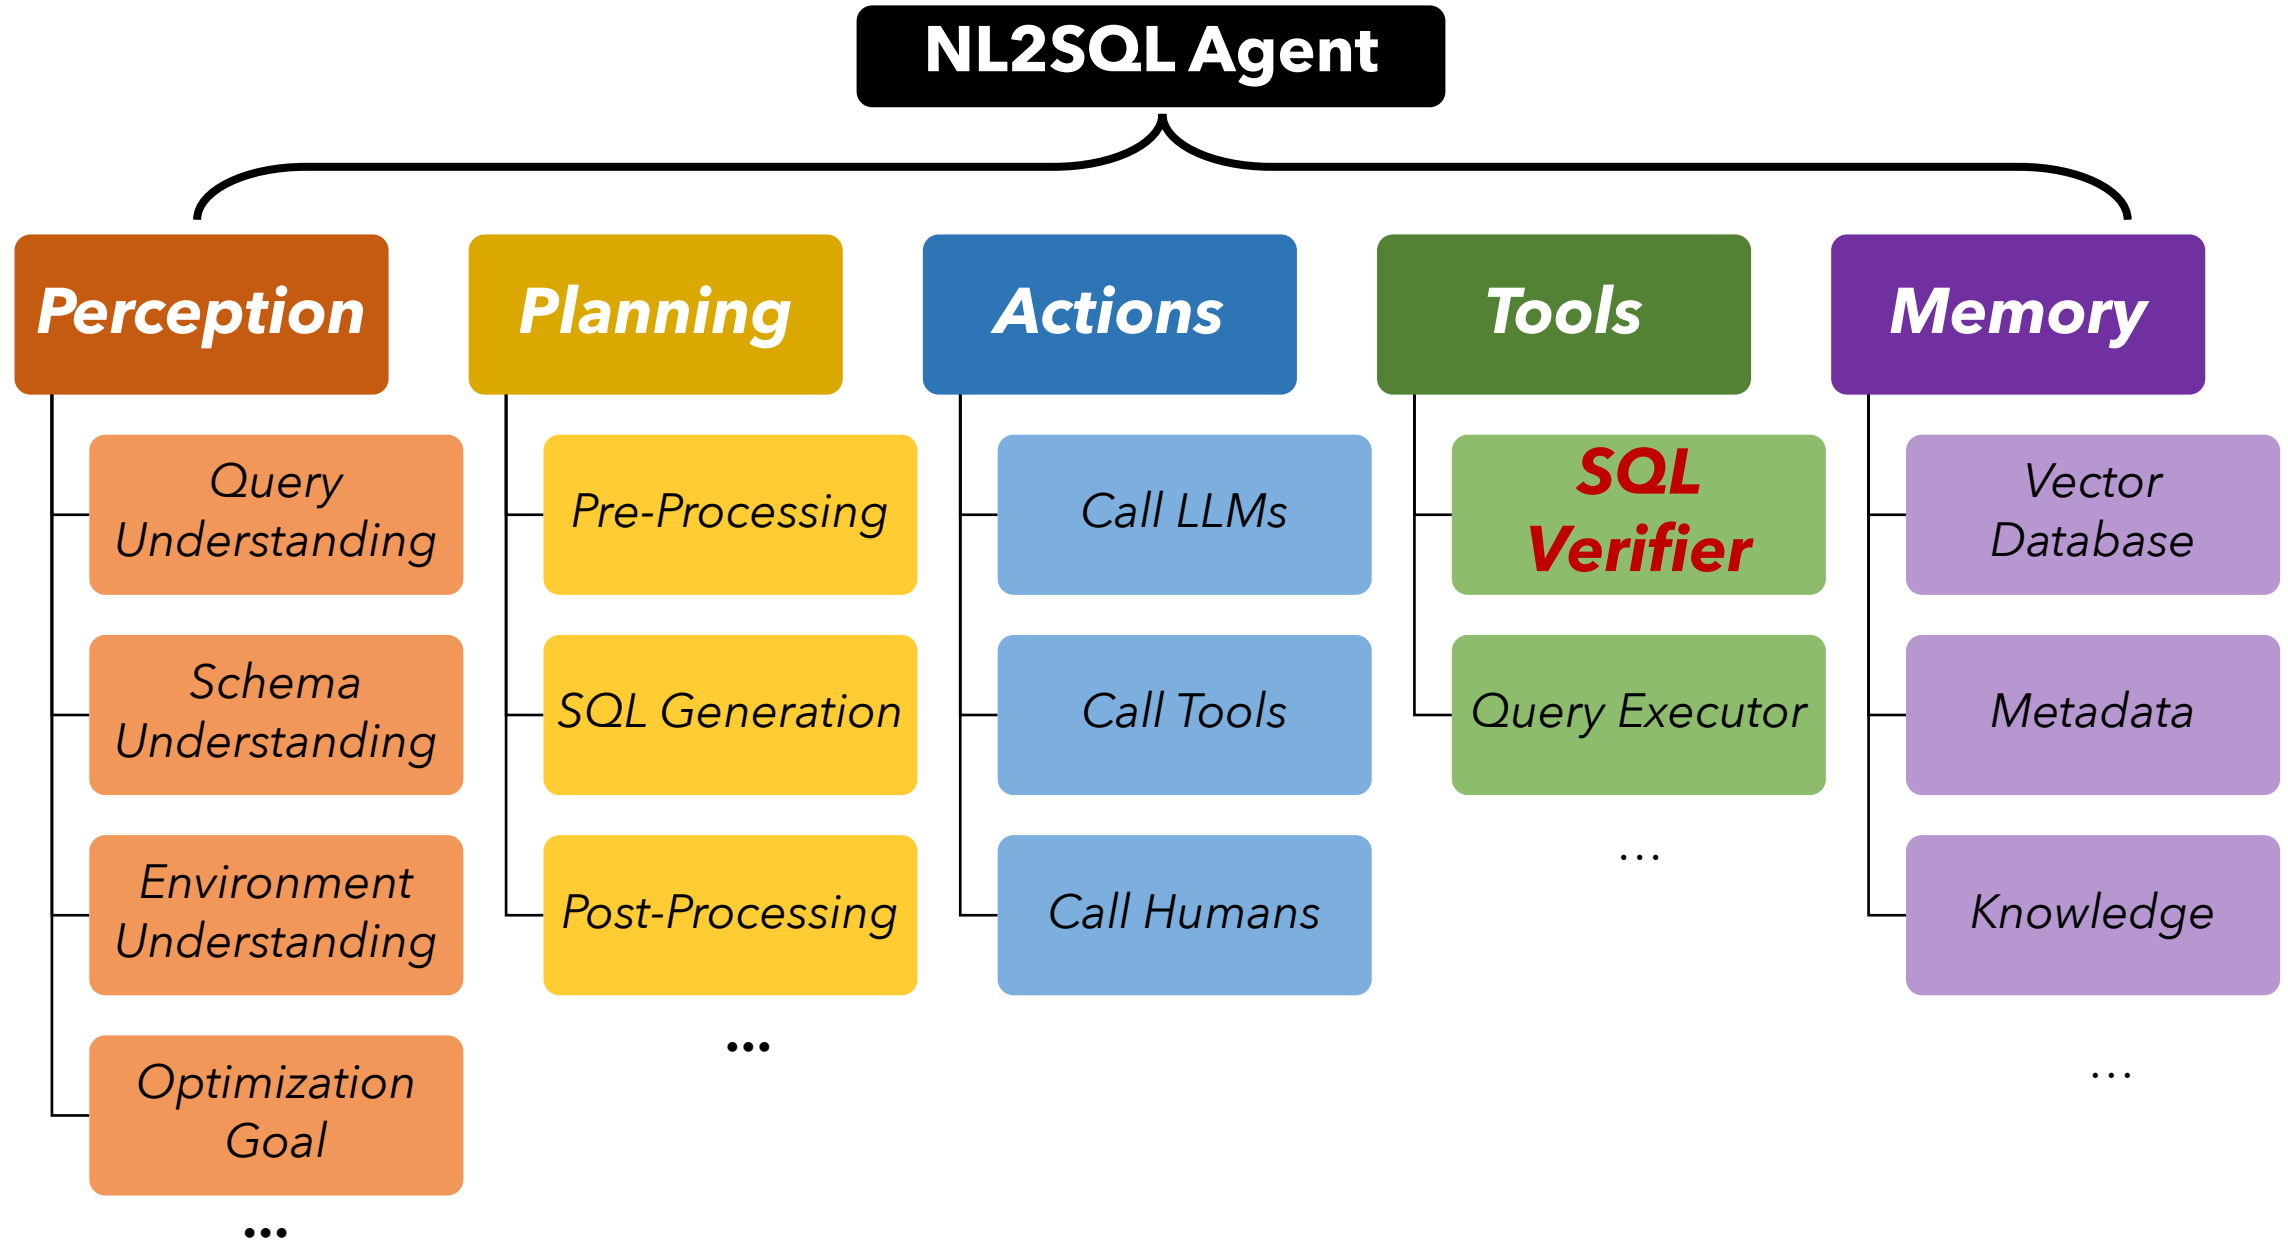 NL2SQL Agent
Perception
Planning
Actions
Tools
Memory
Query
Understanding
Schema
Understanding
Environment
Understanding
Optimization
Goal
...
Pre-Processing
SQL Generation
Post-Processing
...
Call LLMs
Call Tools
Call Humans
SQL
Verifier
Query Executor
...
Vector
Database
Metadata
Knowledge
...